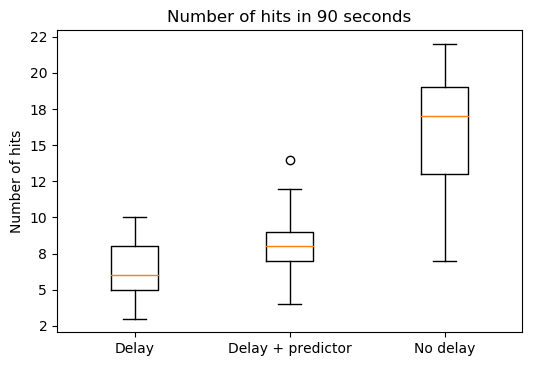 Number of hits in 90 seconds
Number of hits
22
20
18
15
12
10
8
5
2
Delay
Delay + predictor
No delay